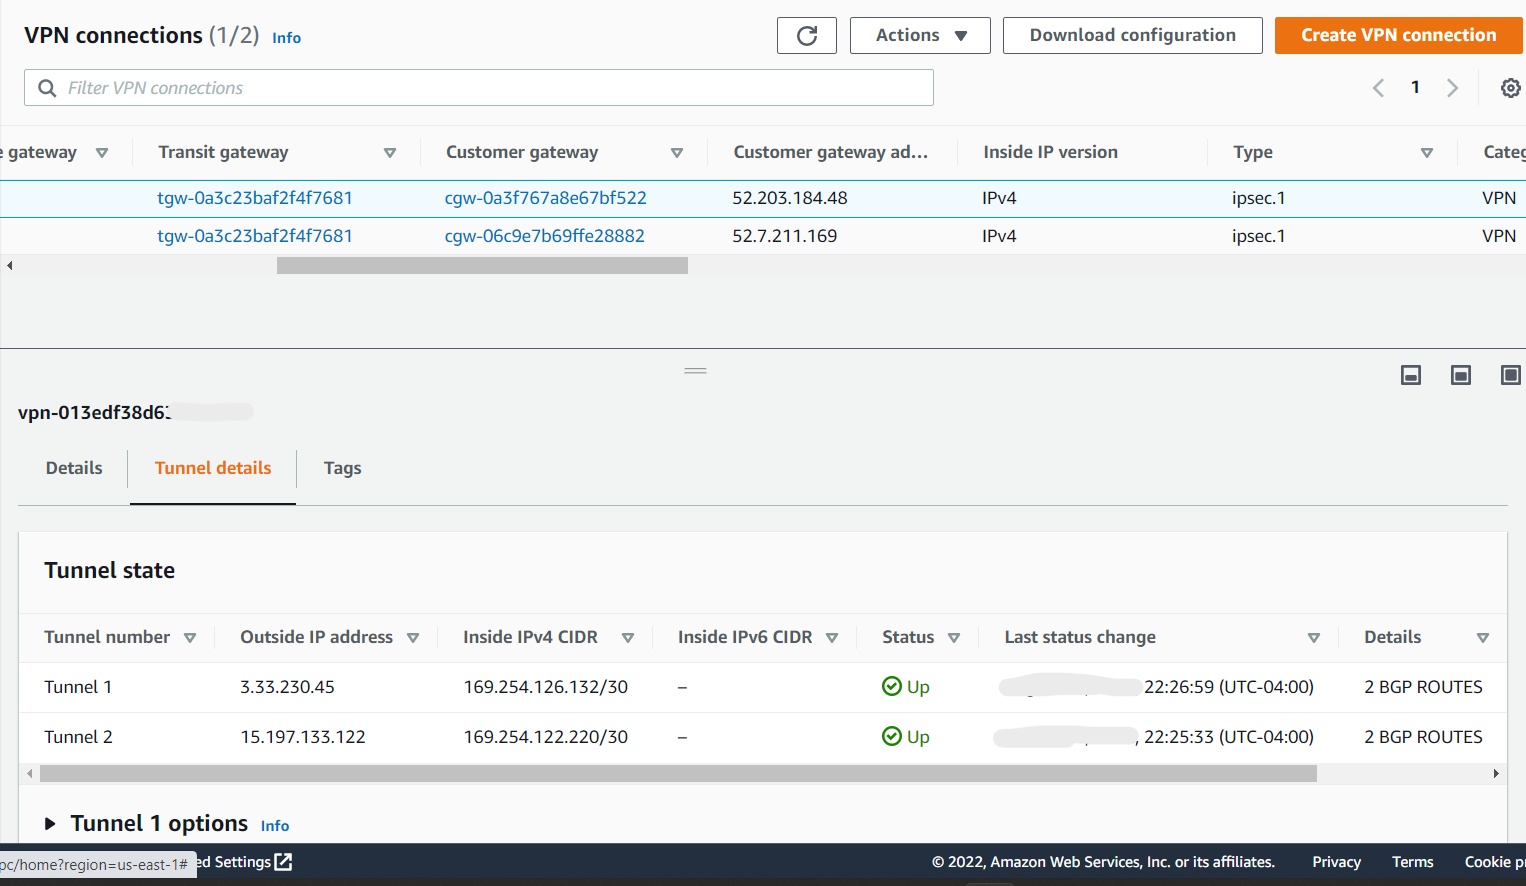 VPN connections (1/2) Info
Actions
Download configuration
Create VPN connection
Filter VPN connections
1
gateway Transit gateway Customer gateway Customer gateway ad... Inside IP version Type Categ
tgw-0a3c23baf2f4f7681 cgw-0a3f767a8e67bf522 52.203.184.48 IPv4 ipsec.1 VPN
tgw-0a3c23baf2f4f7681 cgw-06c9e7b69ffe28882 52.7.211.169 IPv4 ipsec.1 VPN
vpn-013edf38d6
Details Tunnel details Tags
Tunnel state
Tunnel number Outside IP address Inside IPv4 CIDR Inside IPv6 CIDR Status Last status change Details
Tunnel 1 3.33.230.45 169.254.126.132/30 – Up 22:26:59 (UTC-04:00) 2 BGP ROUTES
Tunnel 2 15.197.133.122 169.254.122.220/30 – Up , 22:25:33 (UTC-04:00) 2 BGP ROUTES
Tunnel 1 options Info
pc/home?region=us-east-1# ed Settings © 2022, Amazon Web Services, Inc. or its affiliates. Privacy Terms Cookie p